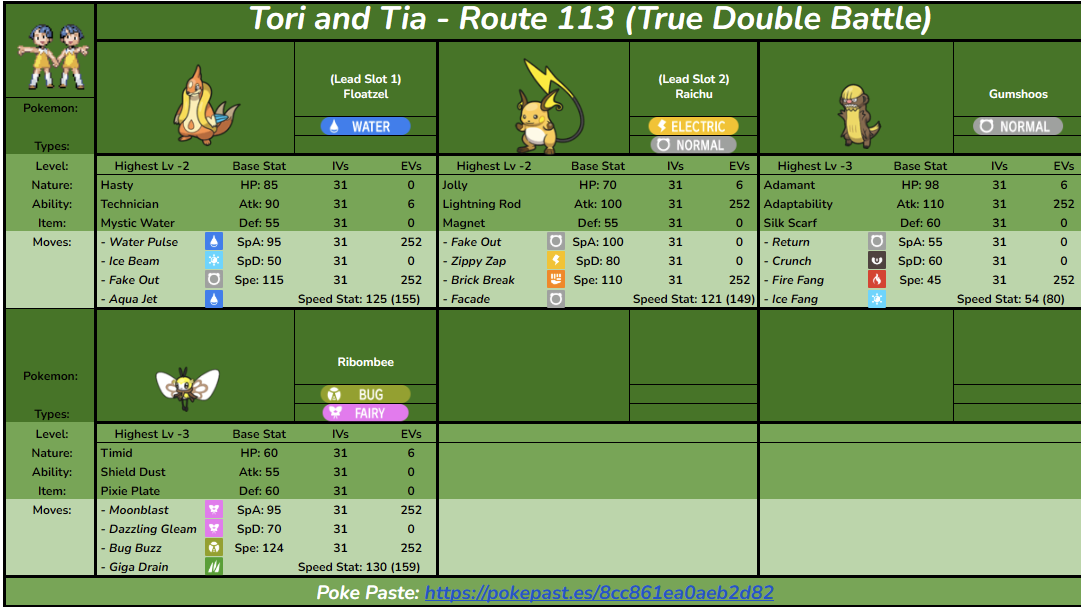 Tori and Tia - Route 113 (True Double Battle)
Pokemon:
(Lead Slot 1)
Floatzel
(Lead Slot 2)
Raichu
Gumshoos
Types:
WATER
ELECTRIC
NORMAL
NORMAL
Level: Highest Lv -2 Base Stat IVs EVs Highest Lv -2 Base Stat IVs EVs Highest Lv -3 Base Stat IVs EVs
Nature: Hasty HP: 85 31 0 Jolly HP: 70 31 6 Adamant HP: 98 31 6
Ability: Technician Atk: 90 31 6 Lightning Rod Atk: 100 31 252 Adaptability Atk: 110 31 252
Item: Mystic Water Def: 55 31 0 Magnet Def: 55 31 0 Silk Scarf Def: 60 31 0
Moves: - Water Pulse SpA: 95 31 252 - Fake Out SpA: 100 31 0 - Return SpA: 55 31 0
- Ice Beam SpD: 50 31 0 - Zippy Zap SpD: 80 31 0 - Crunch SpD: 60 31 0
- Fake Out Spe: 115 31 252 - Brick Break Spe: 110 31 252 - Fire Fang Spe: 45 31 252
- Aqua Jet Speed Stat: 125 (155) - Facade Speed Stat: 121 (149) - Ice Fang Speed Stat: 54 (80)
Pokemon:
Ribombee
Types:
BUG
FAIRY
Level: Highest Lv -3 Base Stat IVs EVs
Nature: Timid HP: 60 31 6
Ability: Shield Dust Atk: 55 31 0
Item: Pixie Plate Def: 60 31 0
Moves: - Moonblast SpA: 95 31 252
- Dazzling Gleam SpD: 70 31 0
- Bug Buzz Spe: 124 31 252
- Giga Drain Speed Stat: 130 (159)
Poke Paste: https://pokepast.es/8cc861ea0aeb2d82